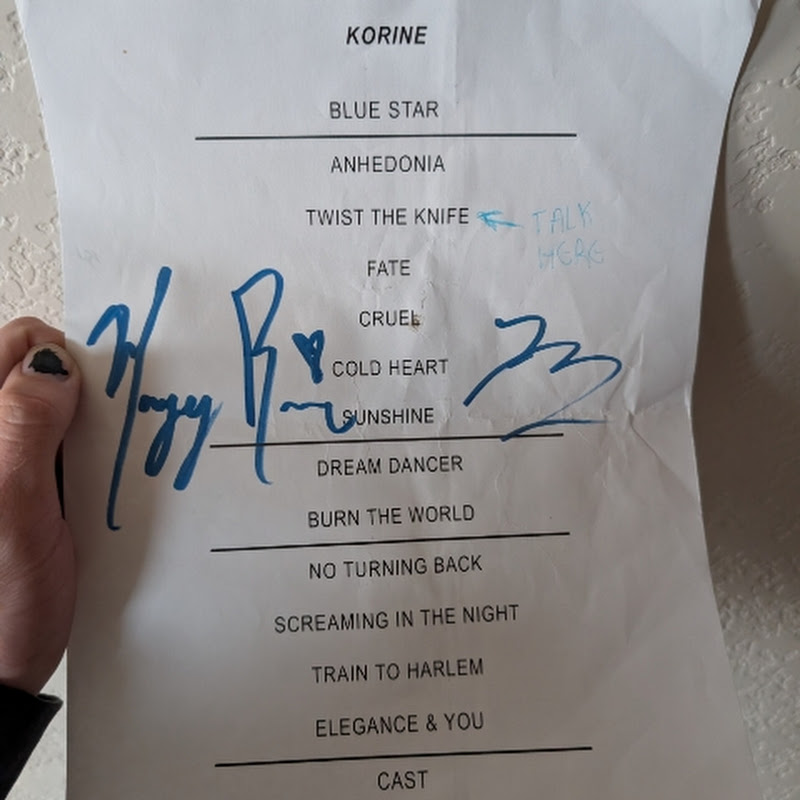 KORINE
BLUE STAR
ANHEDONIA
TWIST THE KNIFE
TALK
HERE
FATE
CRUEL
COLD HEART
SUNSHINE
DREAM DANCER
BURN THE WORLD
NO TURNING BACK
SCREAMING IN THE NIGHT
TRAIN TO HARLEM
ELEGANCE & YOU
CAST